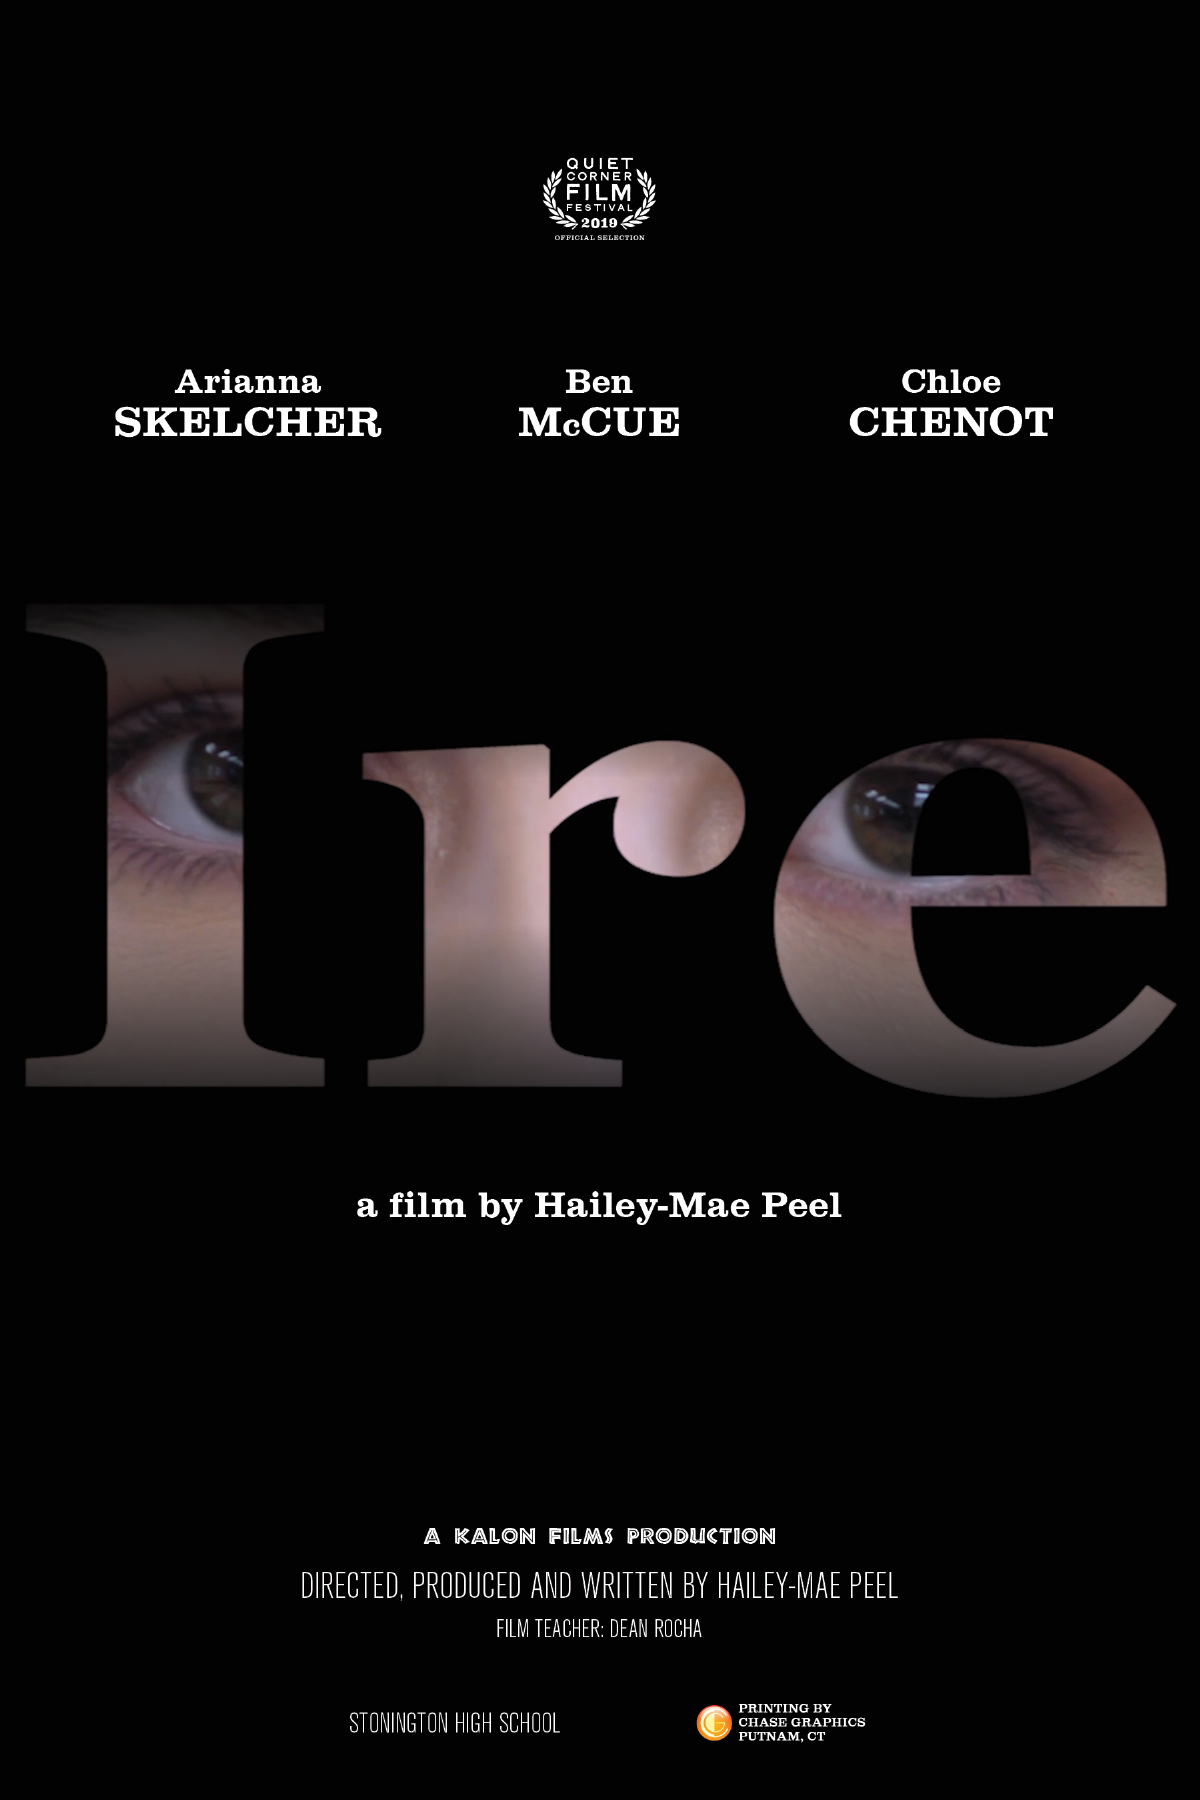 QUIET
CORNER
FILM
FESTIVAL
2019
OFFICIAL SELECTION
Arianna
SKELCHER
Ben
McCUE
Chloe
CHENOT
Ire
a film by Hailey-Mae Peel
A KALON FILMS PRODUCTION
DIRECTED, PRODUCED AND WRITTEN BY HAILEY-MAE PEEL
FILM TEACHER: DEAN ROCHA
STONINGTON HIGH SCHOOL
PRINTING BY
CHASE GRAPHICS
PUTNAM, CT